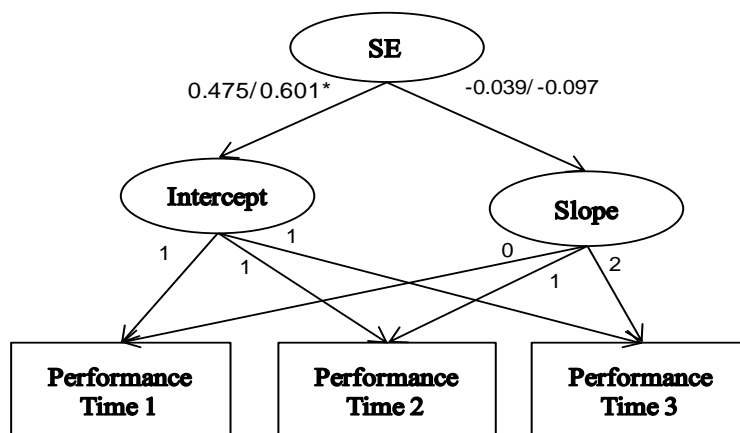 SE
0.475/ 0.601*
-0.039/ -0.097
Intercept
Slope
1
1
1
0
1
2
Performance
Time 1
Performance
Time 2
Performance
Time 3